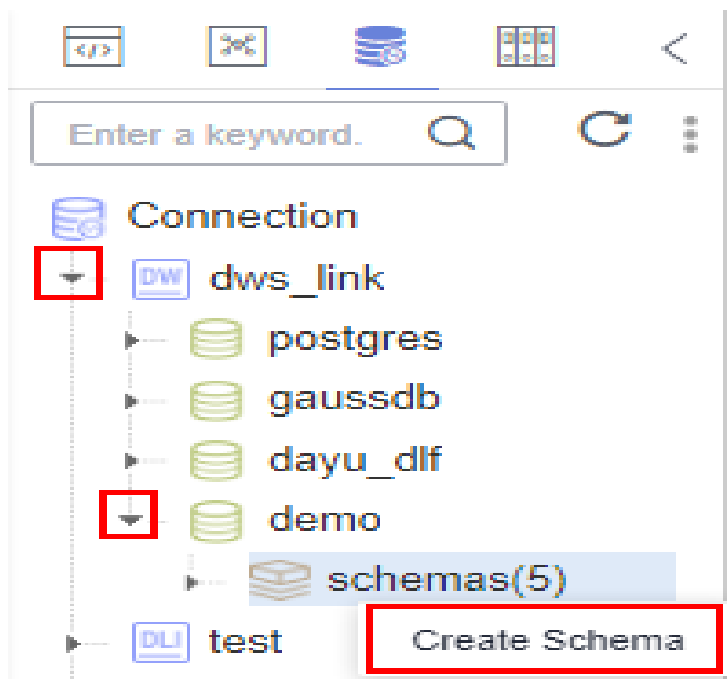 </>
Enter a keyword.
Connection
DW dws_link
postgres
gaussdb
dayu_dlf
demo
schemas(5)
DLI test
Create Schema